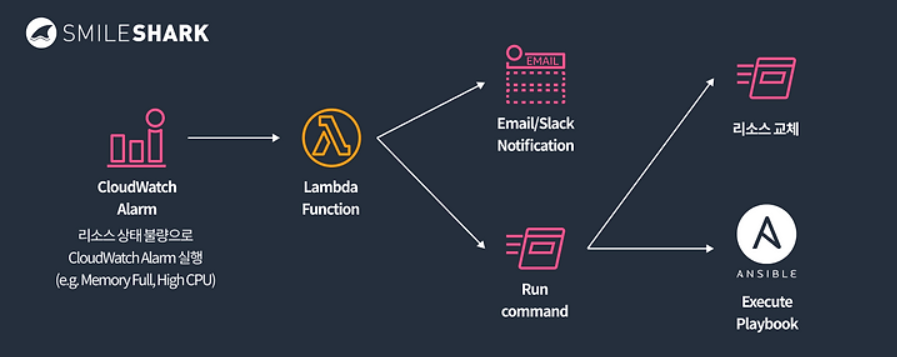 SMILESHARK
CloudWatch
Alarm
리소스 상태 불량으로
CloudWatch Alarm 실행
(e.g. Memory Full, High CPU)
Lambda
Function
EMAIL
Email/Slack
Notification
Run
command
리소스 교체
ANSIBLE
Execute
Playbook